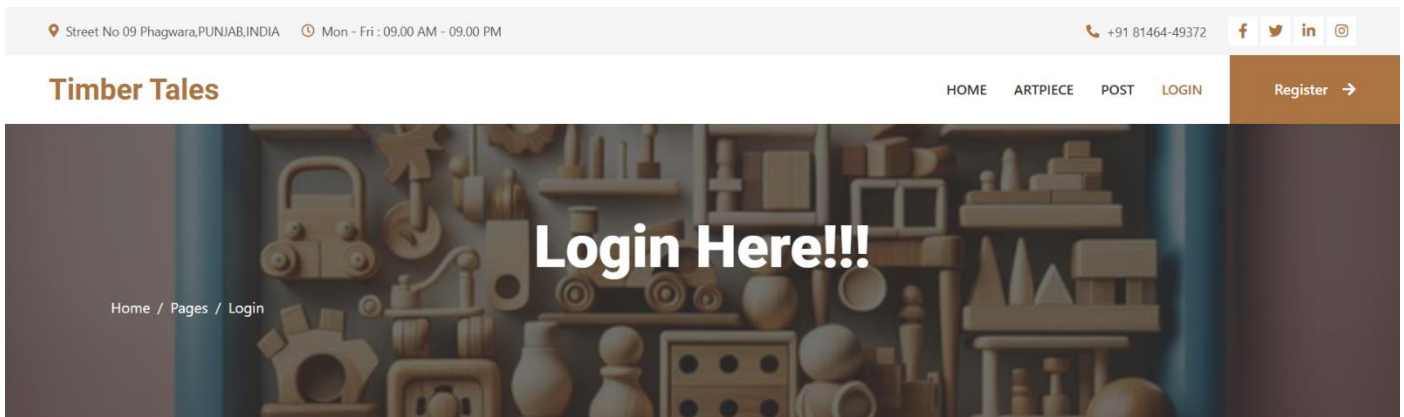 Street No 09 Phagwara,PUNJAB,INDIA Mon - Fri : 09.00 AM - 09.00 PM +91 81464-49372
Timber Tales HOME ARTPIECE POST LOGIN Register
Login Here!!!
Home / Pages / Login